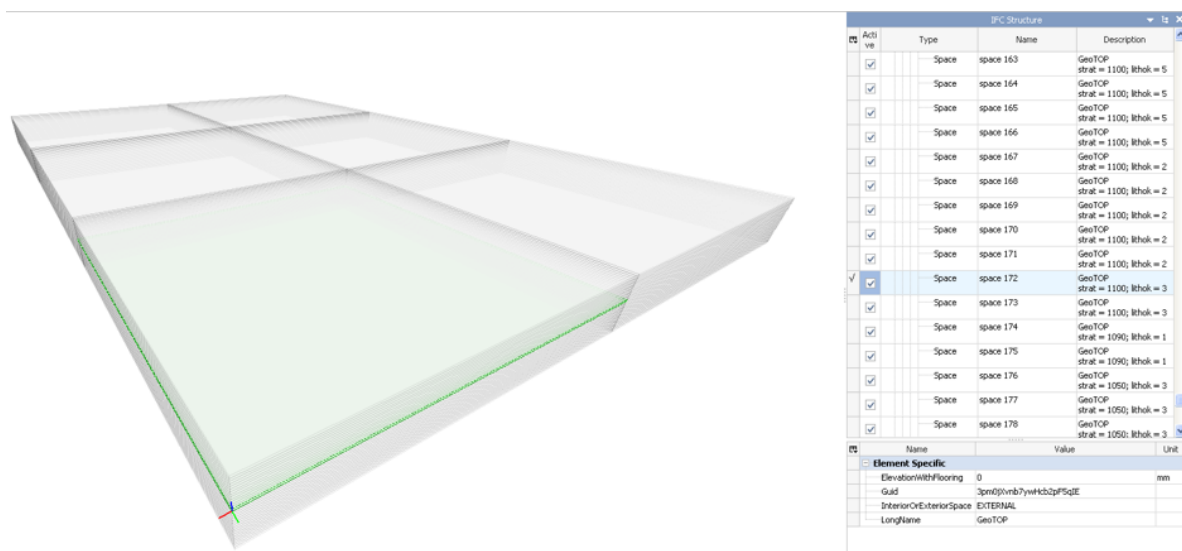 IFC Structure
Acti
ve
Type
Name
Description
Space space 163 GeoTOP
strat = 1100; lithok = 5
Space space 164 GeoTOP
strat = 1100; lithok = 5
Space space 165 GeoTOP
strat = 1100; lithok = 5
Space space 166 GeoTOP
strat = 1100; lithok = 5
Space space 167 GeoTOP
strat = 1100; lithok = 2
Space space 168 GeoTOP
strat = 1100; lithok = 2
Space space 169 GeoTOP
strat = 1100; lithok = 2
Space space 170 GeoTOP
strat = 1100; lithok = 2
Space space 171 GeoTOP
strat = 1100; lithok = 2
Space space 172 GeoTOP
strat = 1100; lithok = 3
Space space 173 GeoTOP
strat = 1100; lithok = 3
Space space 174 GeoTOP
strat = 1090; lithok = 1
Space space 175 GeoTOP
strat = 1090; lithok = 1
Space space 176 GeoTOP
strat = 1050; lithok = 3
Space space 177 GeoTOP
strat = 1050; lithok = 3
Space space 178 GeoTOP
strat = 1050; lithok = 3
Name Value Unit
Element Specific
ElevationWithFlooring 0 mm
Guid
InteriorOrExteriorSpace EXTERNAL
LongName GeoTOP